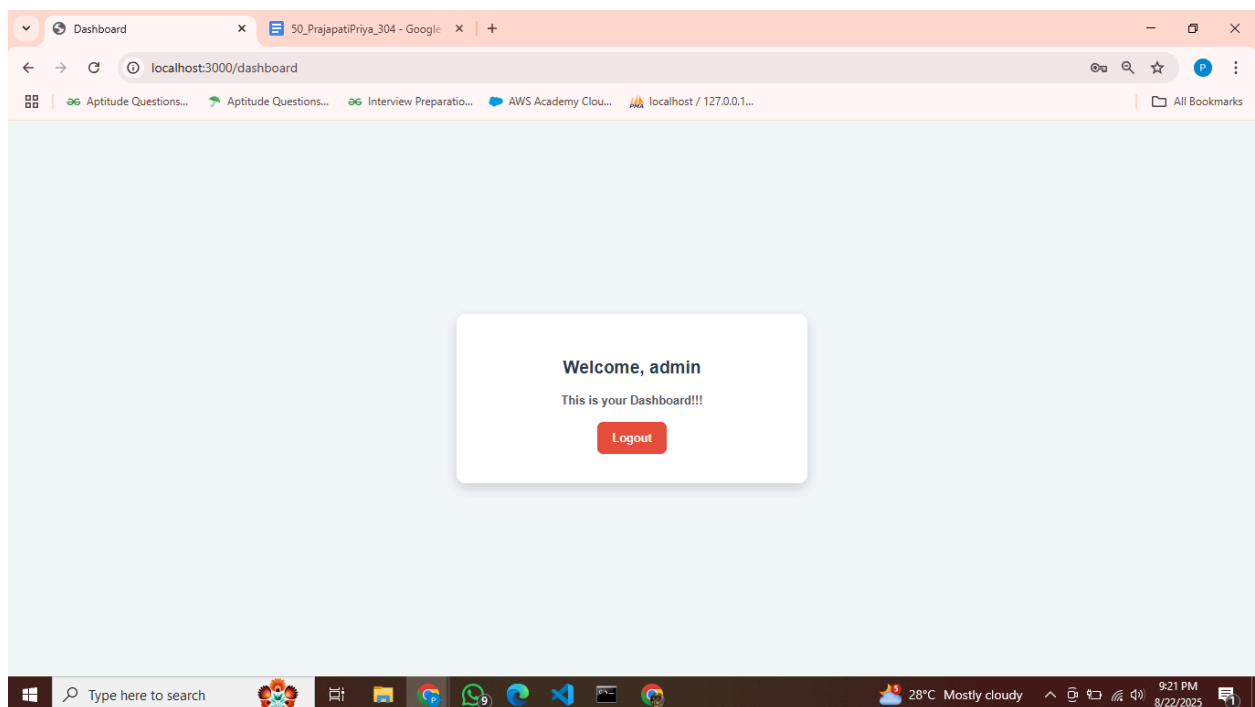 Dashboard
50_PrajapatiPriya_304 - Google
localhost:3000/dashboard
P
Aptitude Questions...
Aptitude Questions...
Interview Preparatio...
AWS Academy Clou...
localhost / 127.0.0.1...
All Bookmarks
Welcome, admin
This is your Dashboard!!!
Logout
Type here to search
9
28°C Mostly cloudy
9:21 PM
8/22/2025
1